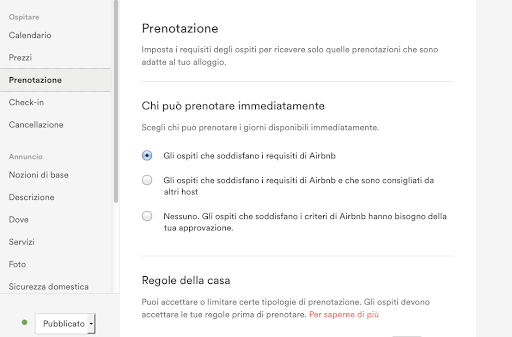 Ospitare
Calendario
Prezzi
Prenotazione
Check-in
Cancellazione
Annuncio
Nozioni di base
Descrizione
Dove
Servizi
Foto
Sicurezza domestica
Pubblicato
Prenotazione
Imposta i requisiti degli ospiti per ricevere solo quelle prenotazioni che sono
adatte al tuo alloggio.
Chi può prenotare immediatamente
Scegli chi può prenotare i giorni disponibili immediatamente.
Gli ospiti che soddisfano i requisiti di Airbnb
Gli ospiti che soddisfano i requisiti di Airbnb e che sono consigliati da
altri host
Nessuno. Gli ospiti che soddisfano i criteri di Airbnb hanno bisogno della
tua approvazione.
Regole della casa
Puoi accettare o limitare certe tipologie di prenotazione. Gli ospiti devono
accettare le tue regole prima di prenotare. Per saperne di più